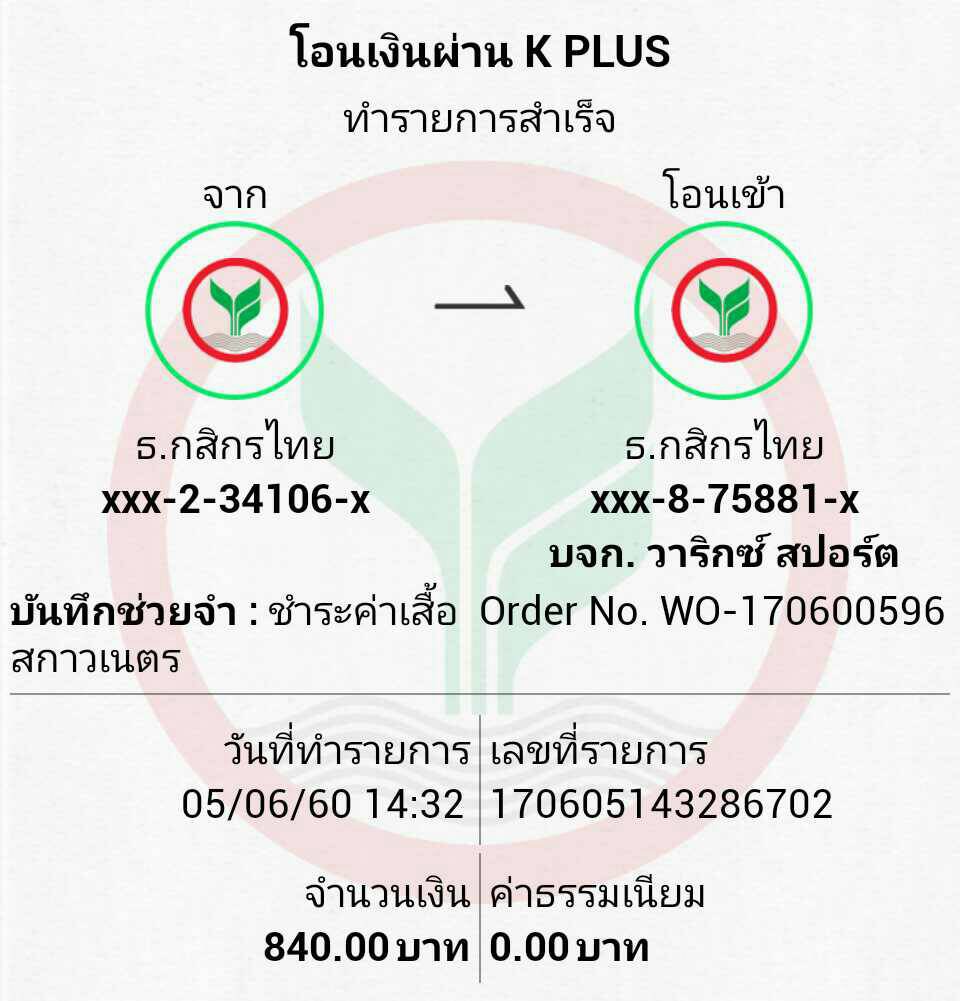 โอนเงินผ่าน K PLUS
ทำรายการสำเร็จ
จาก
โอนเข้า
ธ.กสิกรไทย
xxx-2-34106-x
ธ.กสิกรไทย
xxx-8-75881-x
บจก. วาริกซ์ สปอร์ต
บันทึกช่วยจำ : ชำระค่าเสื้อ Order No. WO-170600596
สกาวเนตร
วันที่ทำรายการ
05/06/60 14:32
เลขที่รายการ
170605143286702
จำนวนเงิน
840.00 บาท
ค่าธรรมเนียม
0.00 บาท